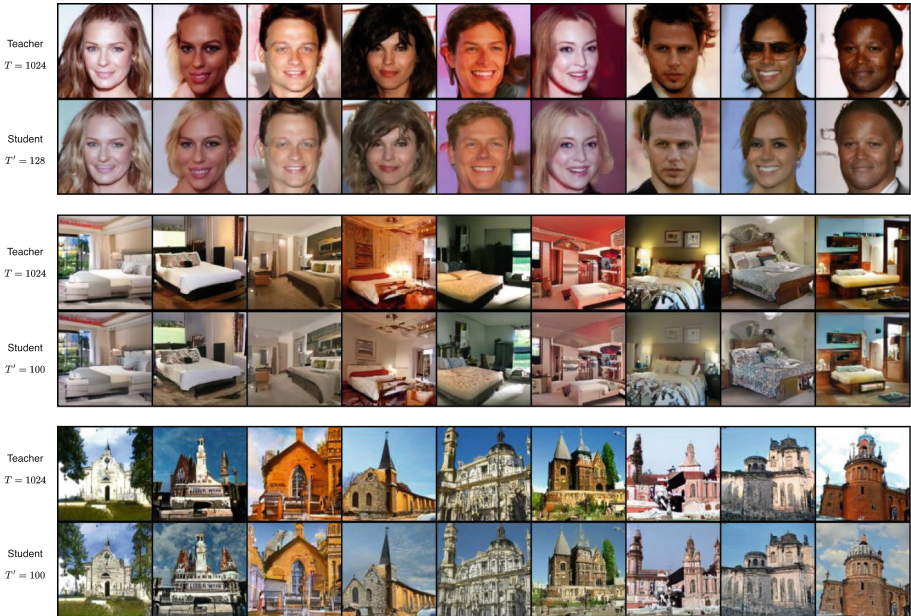 Teacher
T = 1024
Student
T′ = 128
Teacher
T = 1024
Student
T′ = 100
Teacher
T = 1024
Student
T′ = 100